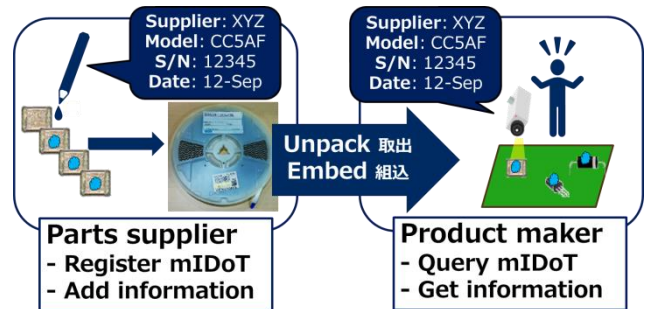 Supplier: XYZ
Model: CC5AF
S/N: 12345
Date: 12-Sep
Supplier: XYZ
Model: CC5AF
S/N: 12345
Date: 12-Sep
Unpack 取出
Embed 組込
Parts supplier
- Register mIDoT
- Add information
Product maker
- Query mIDoT
- Get information